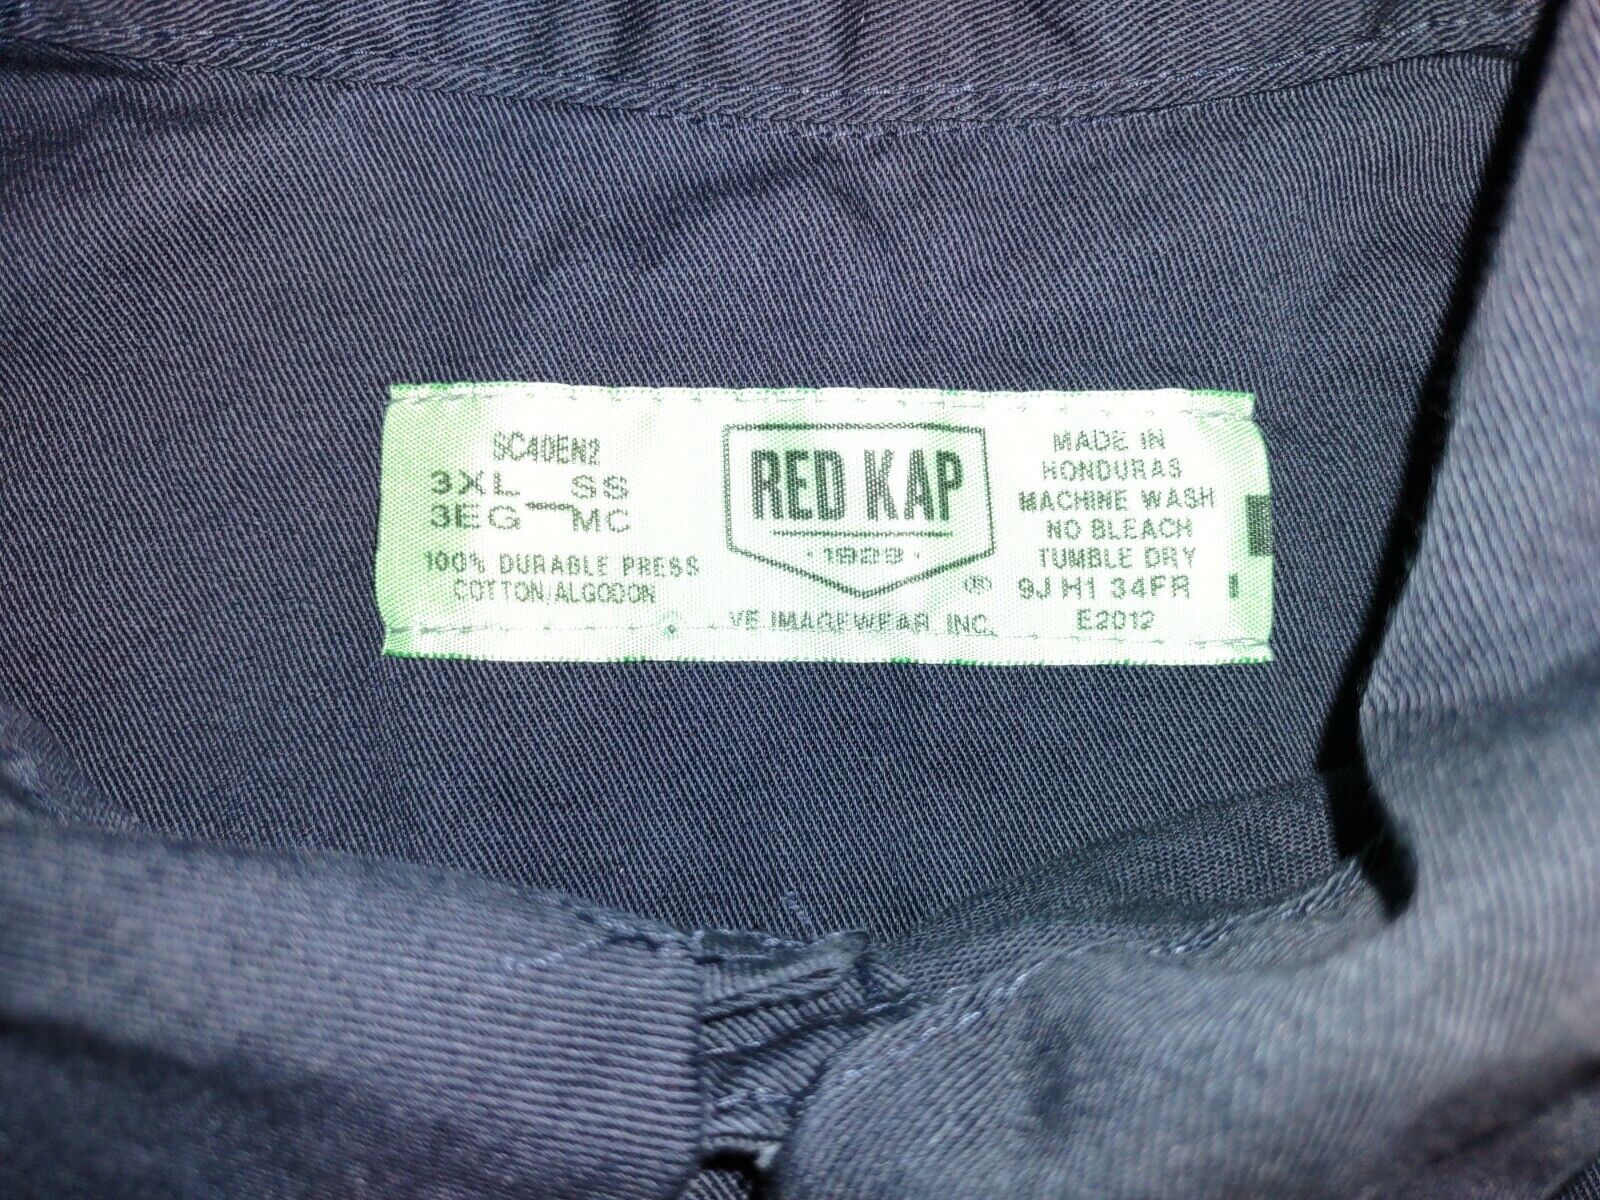 SC40EN2
3XL SS
3EG MC
100% DURABLE PRESS
COTTON/ALGODON
RED KAP
· 1923 ·
®
VF IMAGEWEAR INC.
MADE IN
HONDURAS
MACHINE WASH
NO BLEACH
TUMBLE DRY
9J H1 34FR
E2012